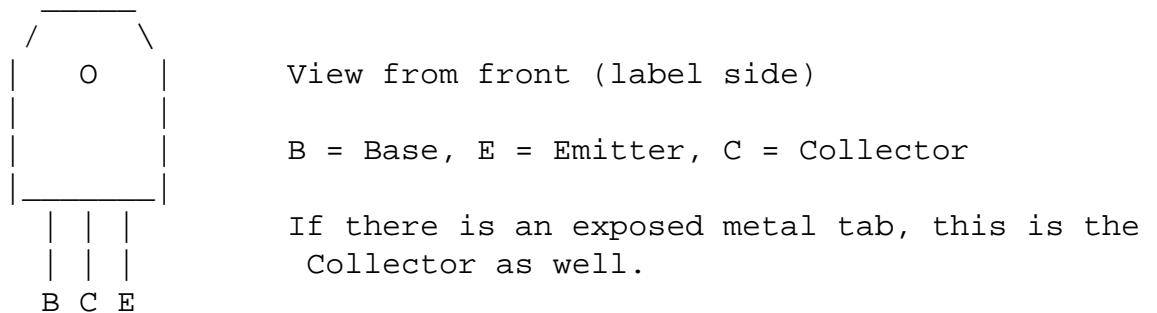 O
View from front (label side)
B = Base, E = Emitter, C = Collector
If there is an exposed metal tab, this is the
Collector as well.
B C E